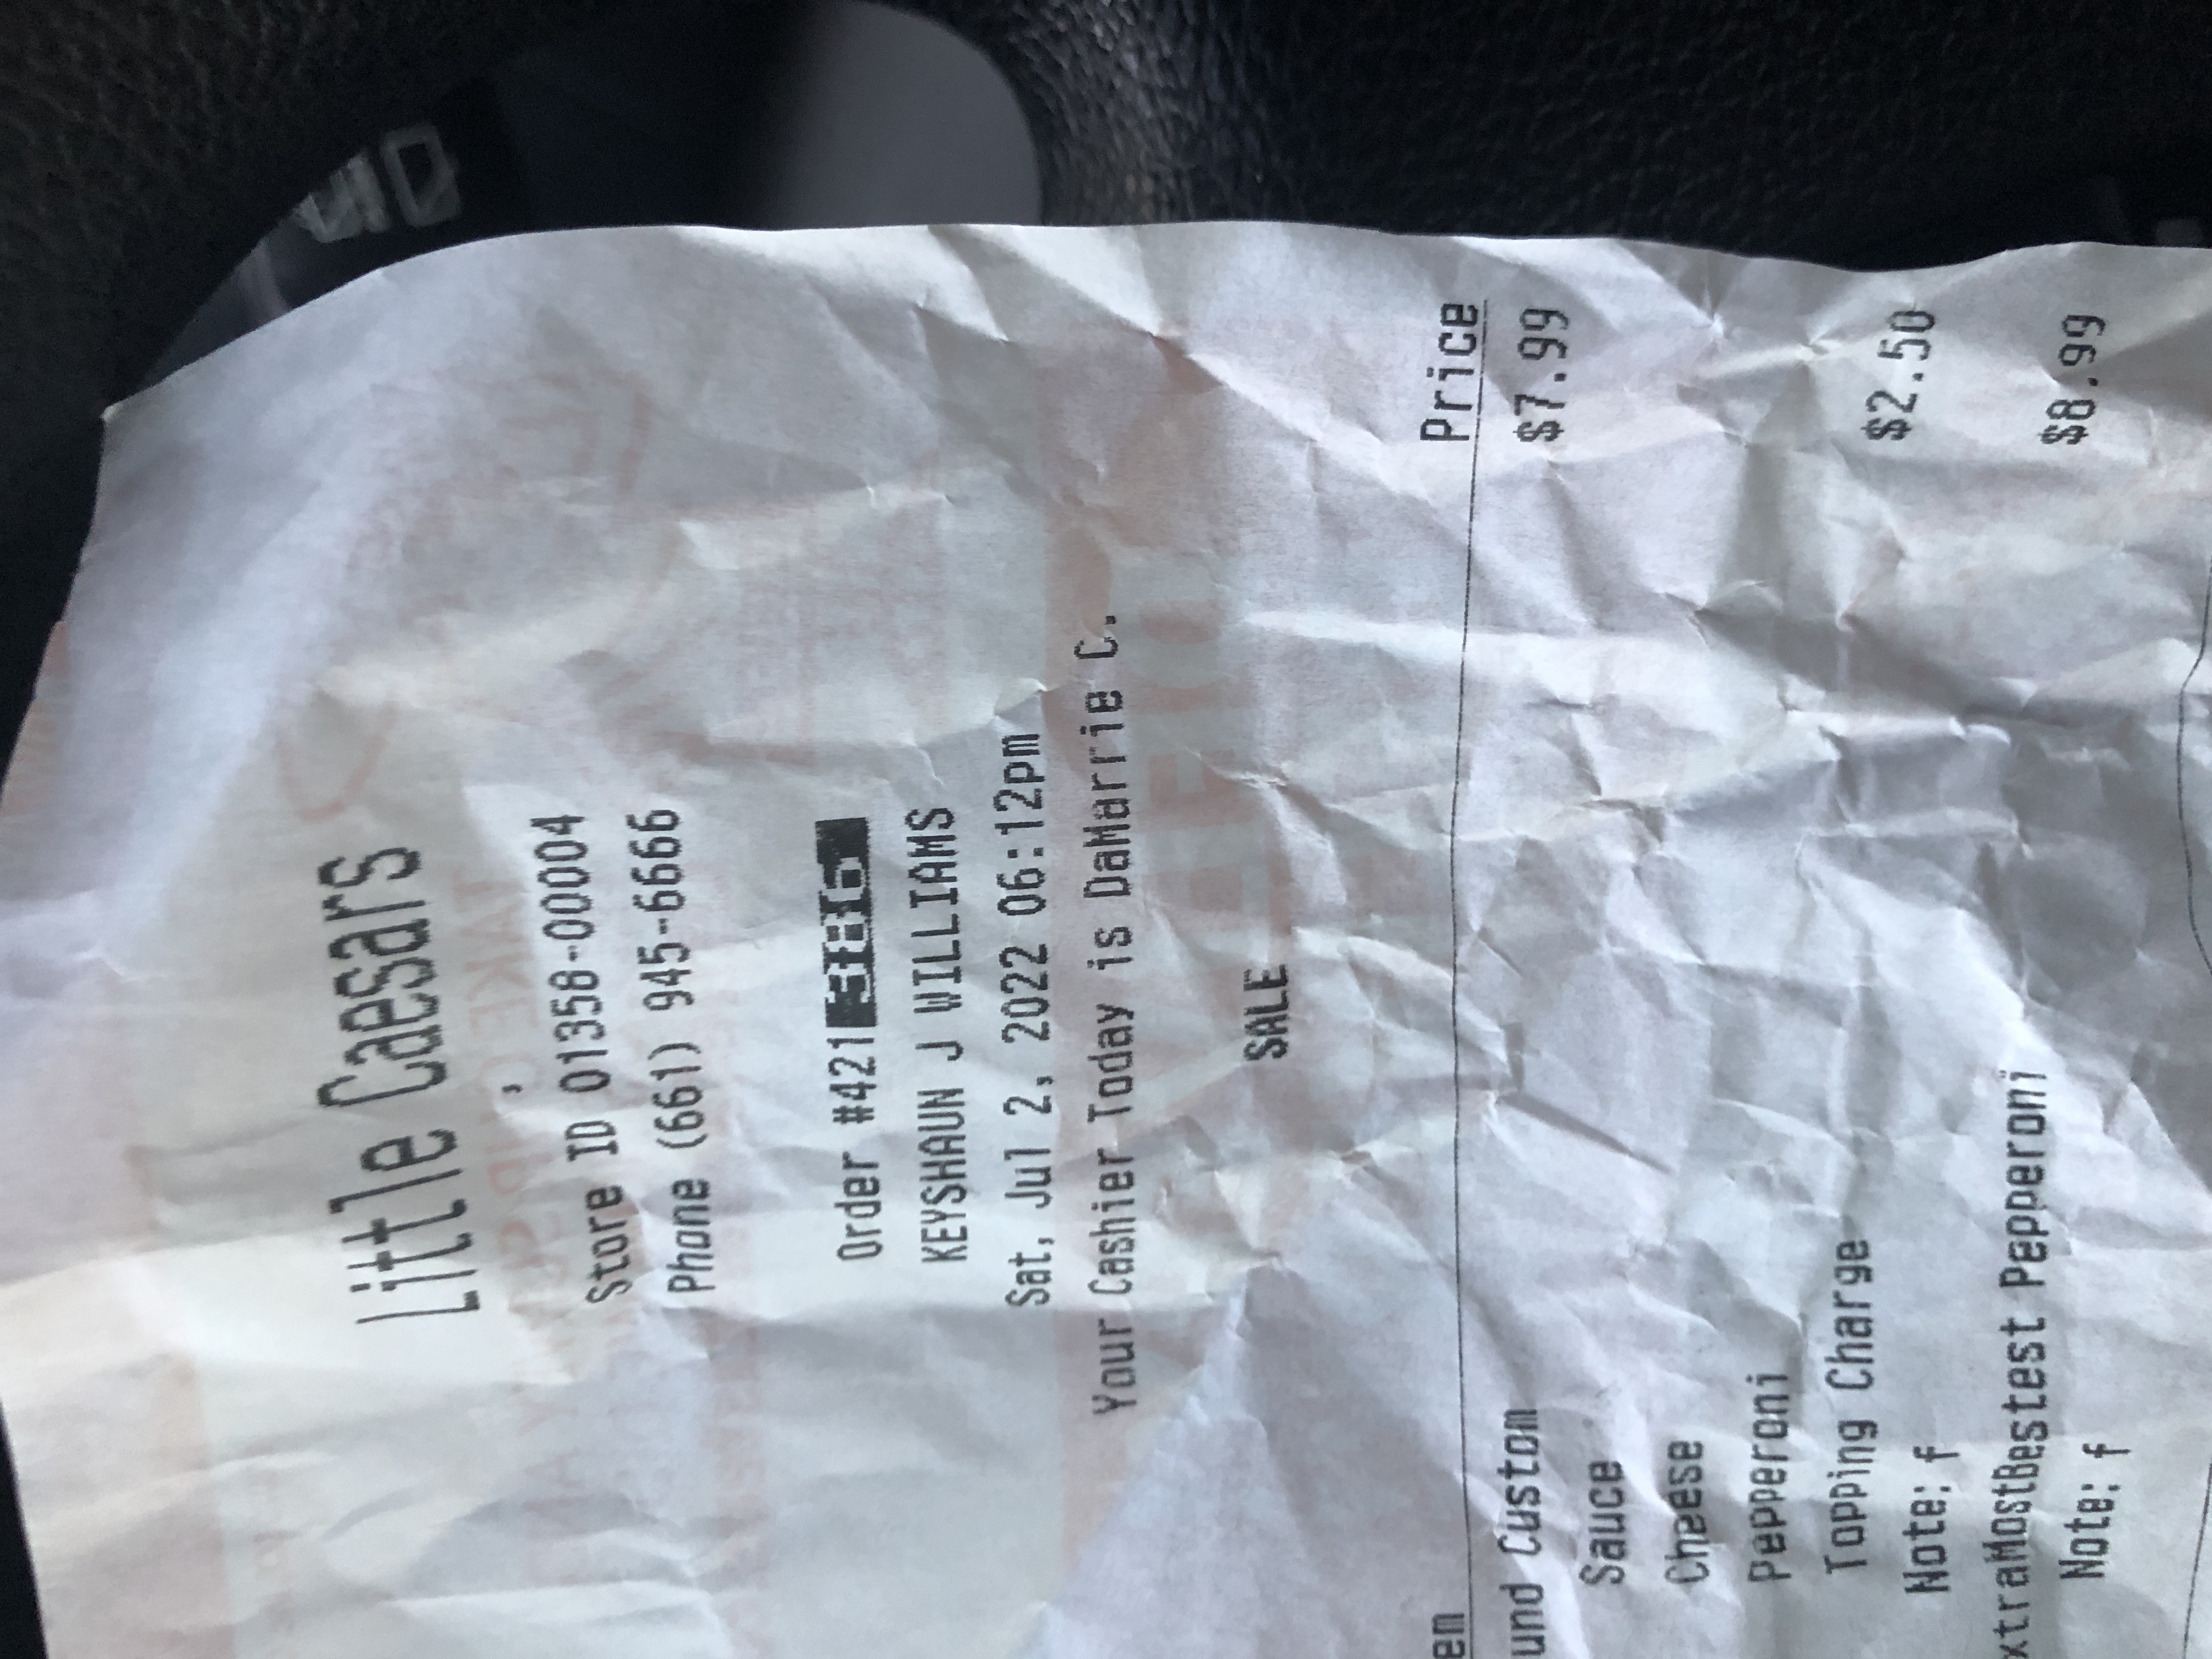 Little Caesars
,
Store ID 01358-00004
Phone (661) 945-6666
Order #421
KEYSHAUN J WILLIAMS
Sat, Jul 2, 2022 06:12pm
Your Cashier Today is DaMarrie C.
SALE
em Price
und Custom $7.99
Sauce
Cheese
Pepperoni
Topping Charge $2.50
Note: f
xtraMostBestest Pepperoni $8.99
Note: f